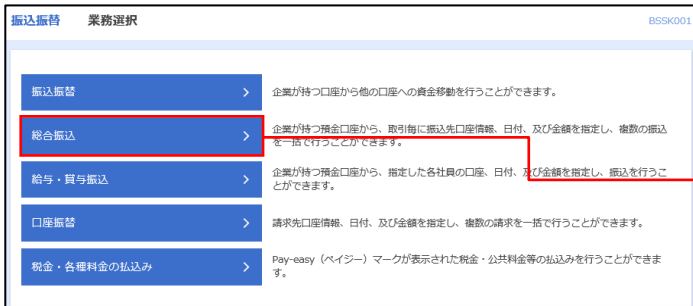 振込振替 業務選択 BSSK001
振込振替 > 企業が持つ口座から他の口座への資金移動を行うことができます。
総合振込 > 企業が持つ預金口座から、取引毎に振込先口座情報、日付、及び金額を指定し、複数の振込
を一括で行うことができます。
給与・賞与振込 > 企業が持つ預金口座から、指定した各社員の口座、日付、及び金額を指定し、振込を行うこ
とができます。
口座振替 > 請求先口座情報、日付、及び金額を指定し、複数の請求を一括で行うことができます。
税金・各種料金の払込み > Pay-easy（ペイジー）マークが表示された税金・公共料金等の払込みを行うことができま
す。